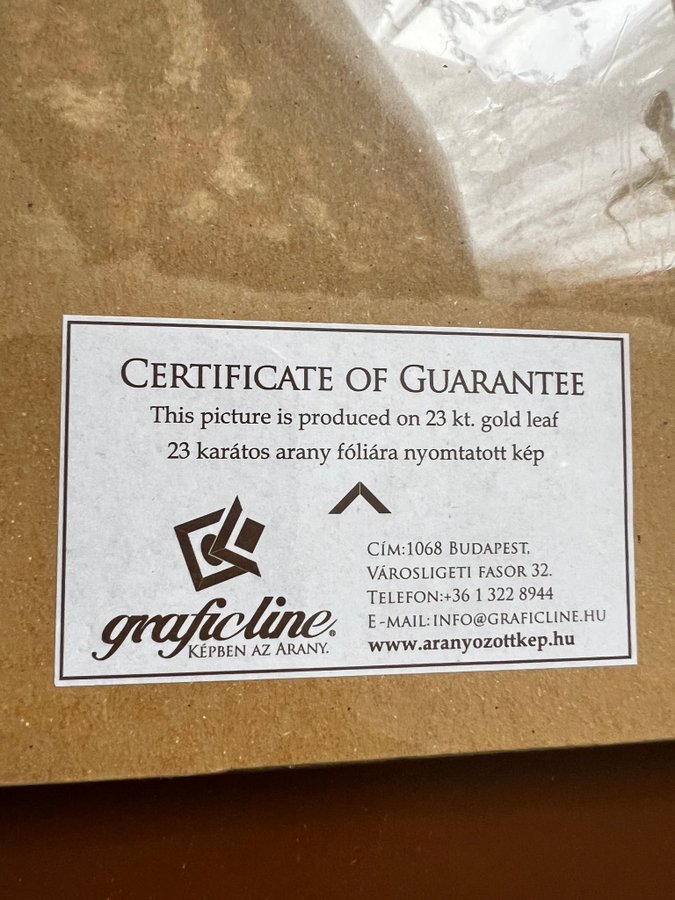 CERTIFICATE OF GUARANTEE
This picture is produced on 23 kt. gold leaf
23 karátos arany fóliára nyomtatott kép
graficline®
KÉPBEN AZ ARANY.
CÍM:1068 BUDAPEST,
VÁROSLIGETI FASOR 32.
TELEFON:+36 1 322 8944
E-MAIL:INFO@GRAFICLINE.HU
www.aranyozottkep.hu